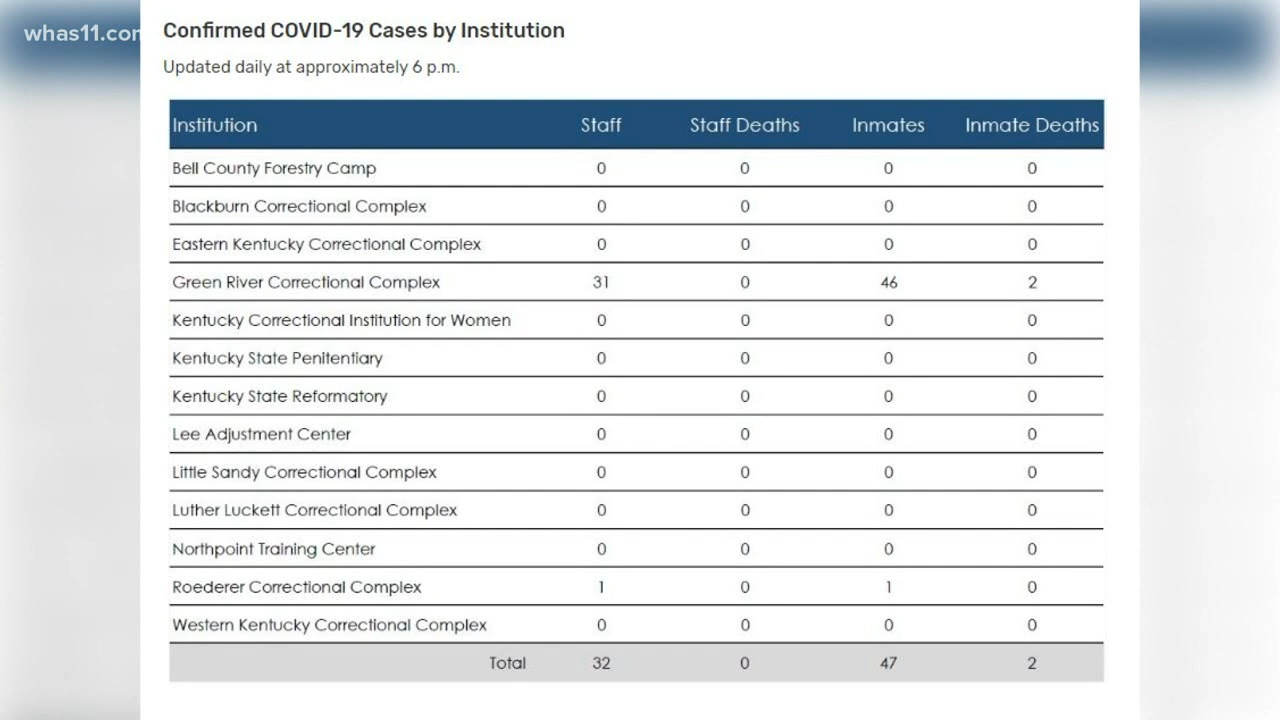 whas11.con
Confirmed COVID-19 Cases by Institution
Updated daily at approximately 6 p.m.
Institution Staff Staff Deaths Inmates Inmate Deaths
Bell County Forestry Camp 0 0 0 0
Blackburn Correctional Complex 0 0 0 0
Eastern Kentucky Correctional Complex 0 0 0 0
Green River Correctional Complex 31 0 46 2
Kentucky Correctional Institution for Women 0 0 0 0
Kentucky State Penitentiary 0 0 0 0
Kentucky State Reformatory 0 0 0 0
Lee Adjustment Center 0 0 0 0
Little Sandy Correctional Complex 0 0 0 0
Luther Luckett Correctional Complex 0 0 0 0
Northpoint Training Center 0 0 0 0
Roederer Correctional Complex 1 0 1 0
Western Kentucky Correctional Complex 0 0 0 0
Total 32 0 47 2